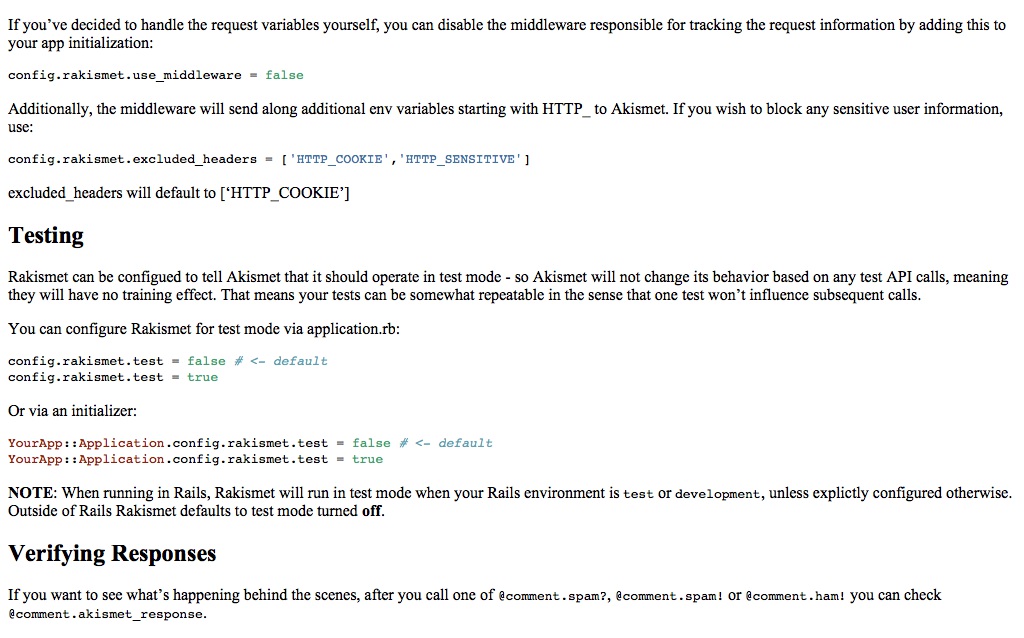 If you’ve decided to handle the request variables yourself, you can disable the middleware responsible for tracking the request information by adding this to
your app initialization:
config.rakismet.use_middleware = false
Additionally, the middleware will send along additional env variables starting with HTTP_ to Akismet. If you wish to block any sensitive user information,
use:
config.rakismet.excluded_headers = ['HTTP_COOKIE','HTTP_SENSITIVE']
excluded_headers will default to [‘HTTP_COOKIE’]
Testing
Rakismet can be configued to tell Akismet that it should operate in test mode - so Akismet will not change its behavior based on any test API calls, meaning
they will have no training effect. That means your tests can be somewhat repeatable in the sense that one test won’t influence subsequent calls.
You can configure Rakismet for test mode via application.rb:
config.rakismet.test = false # <- default
config.rakismet.test = true
Or via an initializer:
YourApp::Application.config.rakismet.test = false # <- default
YourApp::Application.config.rakismet.test = true
NOTE: When running in Rails, Rakismet will run in test mode when your Rails environment is test or development, unless explictly configured otherwise.
Outside of Rails Rakismet defaults to test mode turned off.
Verifying Responses
If you want to see what’s happening behind the scenes, after you call one of @comment.spam?, @comment.spam! or @comment.ham! you can check
@comment.akismet_response.